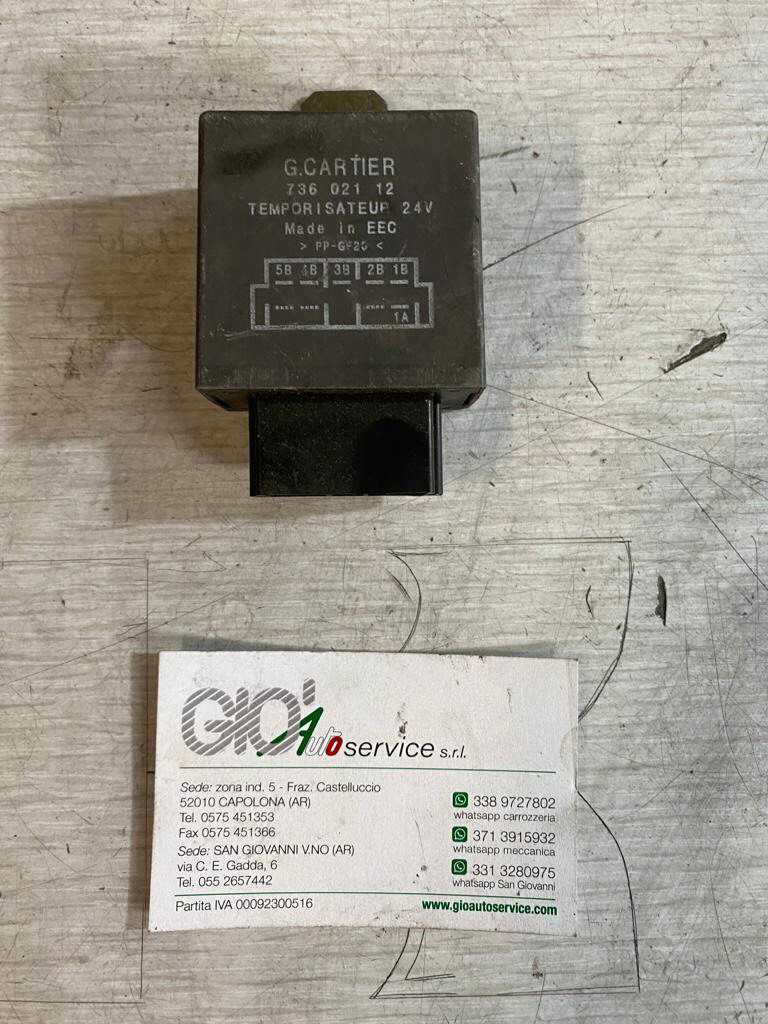 G.CARTIER
736 021 12
TEMPORISATEUR 24V
Made in EEC
> PP-GF20 <
5B 4B 3B 2B 1B
1A
GIO' Auto service s.r.l.
Sede: zona ind. 5 - Fraz. Castelluccio
52010 CAPOLONA (AR)
Tel. 0575 451353
Fax 0575 451366
Sede: SAN GIOVANNI V.NO (AR)
via C. E. Gadda, 6
Tel. 055 2657442
Partita IVA 00092300516
338 9727802
whatsapp carrozzeria
371 3915932
whatsapp meccanica
331 3280975
whatsapp San Giovanni
www.gioautoservice.com